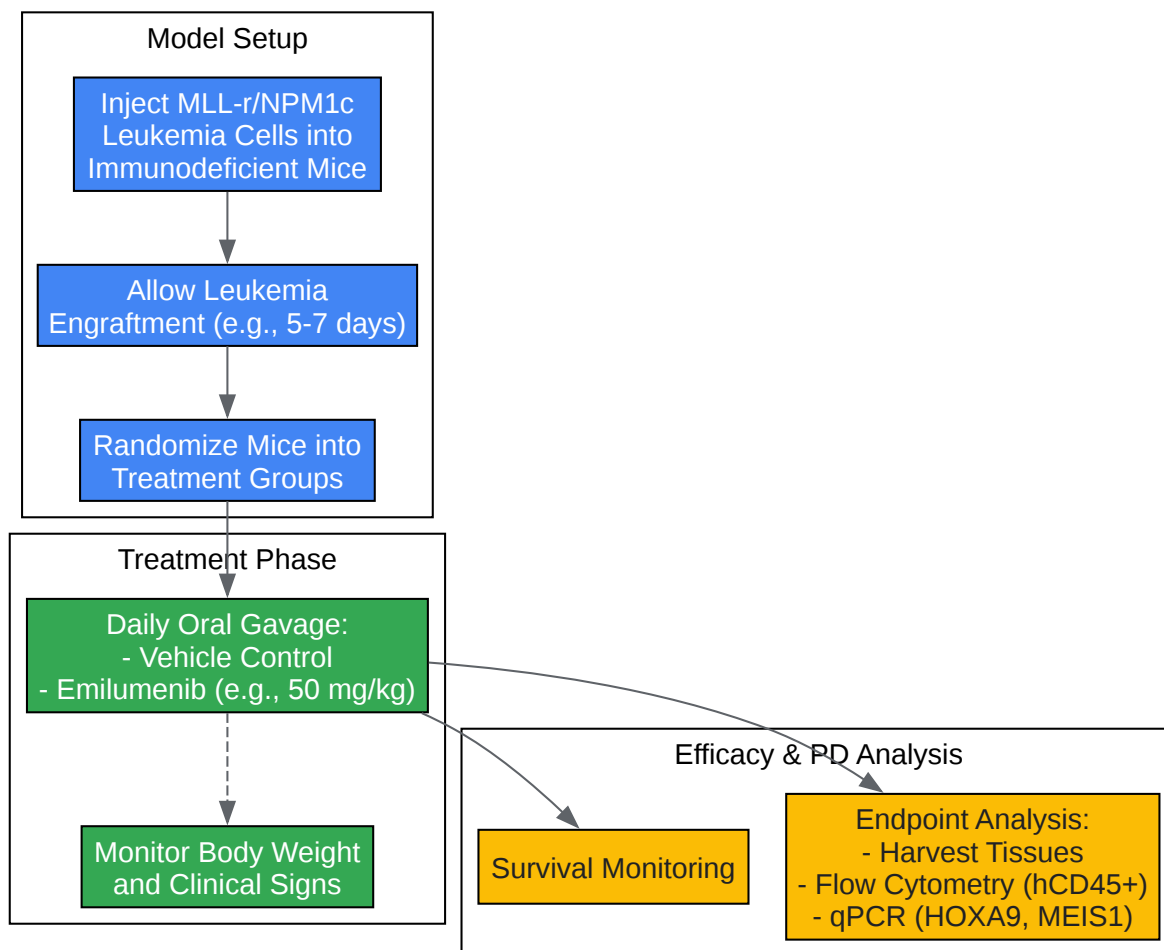 Model Setup
Inject MLL-r/NPM1c
Leukemia Cells into
Immunodeficient Mice
Allow Leukemia
Engraftment (e.g., 5-7 days)
Randomize Mice into
Treatment Groups
Treatment Phase
Daily Oral Gavage:
- Vehicle Control
- Emilumenib (e.g., 50 mg/kg)
Monitor Body Weight
and Clinical Signs
Efficacy & PD Analysis
Survival Monitoring
Endpoint Analysis:
- Harvest Tissues
- Flow Cytometry (hCD45+)
- qPCR (HOXA9, MEIS1)